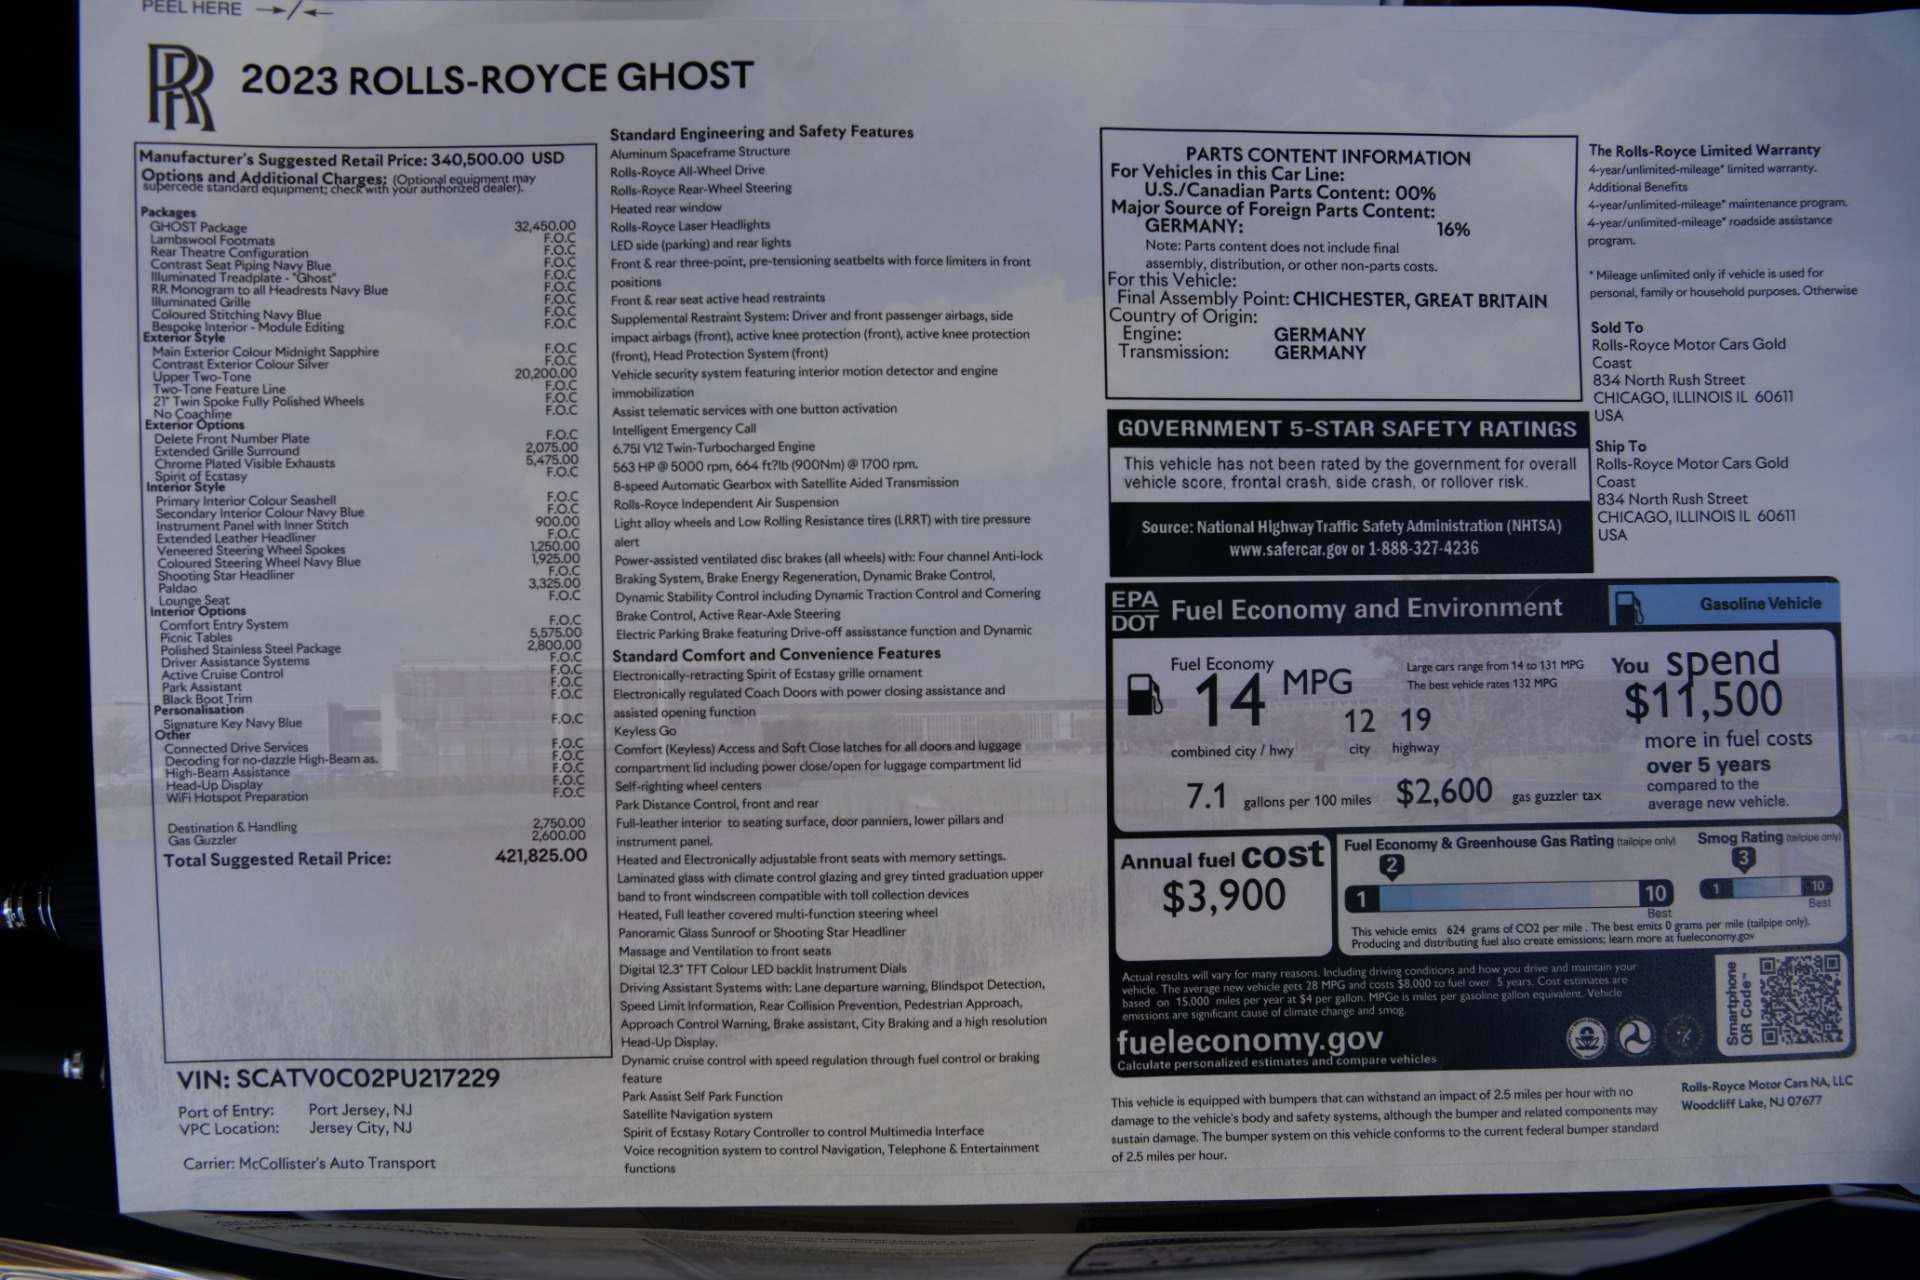 PEEL HERE
RR
2023 ROLLS-ROYCE GHOST
Manufacturer's Suggested Retail Price: 340,500.00 USD
Options and Additional Charges: (Optional equipment may
supercede standard equipment; check with your authorized dealer).
Packages
GHOST Package 32,450.00
Lambswool Footmats F.O.C
Rear Theatre Configuration F.O.C
Contrast Seat Piping Navy Blue F.O.C
Illuminated Treadplate - "Ghost" F.O.C
RR Monogram to all Headrests Navy Blue F.O.C
Illuminated Grille F.O.C
Coloured Stitching Navy Blue F.O.C
Bespoke Interior - Module Editing F.O.C
Exterior Style
Main Exterior Colour Midnight Sapphire F.O.C
Contrast Exterior Colour Silver F.O.C
Upper Two-Tone 20,200.00
Two-Tone Feature Line F.O.C
21" Twin Spoke Fully Polished Wheels F.O.C
No Coachline F.O.C
Exterior Options
Delete Front Number Plate F.O.C
Extended Grille Surround 2,075.00
Chrome Plated Visible Exhausts 5,475.00
Spirit of Ecstasy F.O.C
Interior Style
Primary Interior Colour Seashell F.O.C
Secondary Interior Colour Navy Blue F.O.C
Instrument Panel with Inner Stitch 900.00
Extended Leather Headliner F.O.C
Veneered Steering Wheel Spokes 1,250.00
Coloured Steering Wheel Navy Blue 1,925.00
Shooting Star Headliner F.O.C
Paldao 3,325.00
Lounge Seat F.O.C
Interior Options
Comfort Entry System F.O.C
Picnic Tables 5,575.00
Polished Stainless Steel Package 2,800.00
Driver Assistance Systems F.O.C
Active Cruise Control F.O.C
Park Assistant F.O.C
Black Boot Trim F.O.C
Personalisation
Signature Key Navy Blue F.O.C
Other
Connected Drive Services F.O.C
Decoding for no-dazzle High-Beam as. F.O.C
High-Beam Assistance F.O.C
Head-Up Display F.O.C
WiFi Hotspot Preparation F.O.C
Destination & Handling 2,750.00
Gas Guzzler 2,600.00
Total Suggested Retail Price: 421,825.00
VIN: SCATV0C02PU217229
Port of Entry: Port Jersey, NJ
VPC Location: Jersey City, NJ
Carrier: McCollister's Auto Transport
Standard Engineering and Safety Features
Aluminum Spaceframe Structure
Rolls-Royce All-Wheel Drive
Rolls-Royce Rear-Wheel Steering
Heated rear window
Rolls-Royce Laser Headlights
LED side (parking) and rear lights
Front & rear three-point, pre-tensioning seatbelts with force limiters in front
positions
Front & rear seat active head restraints
Supplemental Restraint System: Driver and front passenger airbags, side
impact airbags (front), active knee protection (front), active knee protection
(front), Head Protection System (front)
Vehicle security system featuring interior motion detector and engine
immobilization
Assist telematic services with one button activation
Intelligent Emergency Call
6.75l V12 Twin-Turbocharged Engine
563 HP @ 5000 rpm, 664 ft?lb (900Nm) @ 1700 rpm.
8-speed Automatic Gearbox with Satellite Aided Transmission
Rolls-Royce Independent Air Suspension
Light alloy wheels and Low Rolling Resistance tires (LRRT) with tire pressure
alert
Power-assisted ventilated disc brakes (all wheels) with: Four channel Anti-lock
Braking System, Brake Energy Regeneration, Dynamic Brake Control,
Dynamic Stability Control including Dynamic Traction Control and Cornering
Brake Control, Active Rear-Axle Steering
Electric Parking Brake featuring Drive-off assisstance function and Dynamic
Standard Comfort and Convenience Features
Electronically-retracting Spirit of Ecstasy grille ornament
Electronically regulated Coach Doors with power closing assistance and
assisted opening function
Keyless Go
Comfort (Keyless) Access and Soft Close latches for all doors and luggage
compartment lid including power close/open for luggage compartment lid
Self-righting wheel centers
Park Distance Control, front and rear
Full-leather interior to seating surface, door panniers, lower pillars and
instrument panel.
Heated and Electronically adjustable front seats with memory settings.
Laminated glass with climate control glazing and grey tinted graduation upper
band to front windscreen compatible with toll collection devices
Heated, Full leather covered multi-function steering wheel
Panoramic Glass Sunroof or Shooting Star Headliner
Massage and Ventilation to front seats
Digital 12.3" TFT Colour LED backlit Instrument Dials
Driving Assistant Systems with: Lane departure warning, Blindspot Detection,
Speed Limit Information, Rear Collision Prevention, Pedestrian Approach,
Approach Control Warning, Brake assistant, City Braking and a high resolution
Head-Up Display.
Dynamic cruise control with speed regulation through fuel control or braking
feature
Park Assist Self Park Function
Satellite Navigation system
Spirit of Ecstasy Rotary Controller to control Multimedia Interface
Voice recognition system to control Navigation, Telephone & Entertainment
functions
PARTS CONTENT INFORMATION
For Vehicles in this Car Line:
U.S./Canadian Parts Content: 00%
Major Source of Foreign Parts Content:
GERMANY: 16%
Note: Parts content does not include final
assembly, distribution, or other non-parts costs.
For this Vehicle:
Final Assembly Point: CHICHESTER, GREAT BRITAIN
Country of Origin:
Engine: GERMANY
Transmission: GERMANY
GOVERNMENT 5-STAR SAFETY RATINGS
This vehicle has not been rated by the government for overall
vehicle score, frontal crash, side crash, or rollover risk.
Source: National Highway Traffic Safety Administration (NHTSA)
www.safercar.gov or 1-888-327-4236
The Rolls-Royce Limited Warranty
4-year/unlimited-mileage* limited warranty.
Additional Benefits
4-year/unlimited-mileage* maintenance program.
4-year/unlimited-mileage* roadside assistance
program.
* Mileage unlimited only if vehicle is used for
personal, family or household purposes. Otherwise
Sold To
Rolls-Royce Motor Cars Gold
Coast
834 North Rush Street
CHICAGO, ILLINOIS IL 60611
USA
Ship To
Rolls-Royce Motor Cars Gold
Coast
834 North Rush Street
CHICAGO, ILLINOIS IL 60611
USA
EPA
DOT
Fuel Economy and Environment
Gasoline Vehicle
Fuel Economy
14 MPG
combined city / hwy
12 city
19 highway
Large cars range from 14 to 131 MPG
The best vehicle rates 132 MPG
7.1 gallons per 100 miles
$2,600 gas guzzler tax
You spend
$11,500
more in fuel costs
over 5 years
compared to the
average new vehicle.
Annual fuel cost
$3,900
Fuel Economy & Greenhouse Gas Rating (tailpipe only)
2
1 10
Best
Smog Rating (tailpipe only)
3
1 10
Best
This vehicle emits 624 grams of CO2 per mile . The best emits 0 grams per mile (tailpipe only).
Producing and distributing fuel also create emissions; learn more at fueleconomy.gov
Actual results will vary for many reasons. Including driving conditions and how you drive and maintain your
vehicle. The average new vehicle gets 28 MPG and costs $8,000 to fuel over 5 years. Cost estimates are
based on 15,000 miles per year at $4 per gallon. MPGe is miles per gasoline gallon equivalent. Vehicle
emissions are significant cause of climate change and smog.
fueleconomy.gov
Calculate personalized estimates and compare vehicles
Smartphone
QR Code™
This vehicle is equipped with bumpers that can withstand an impact of 2.5 miles per hour with no
damage to the vehicle's body and safety systems, although the bumper and related components may
sustain damage. The bumper system on this vehicle conforms to the current federal bumper standard
of 2.5 miles per hour.
Rolls-Royce Motor Cars NA, LLC
Woodcliff Lake, NJ 07677